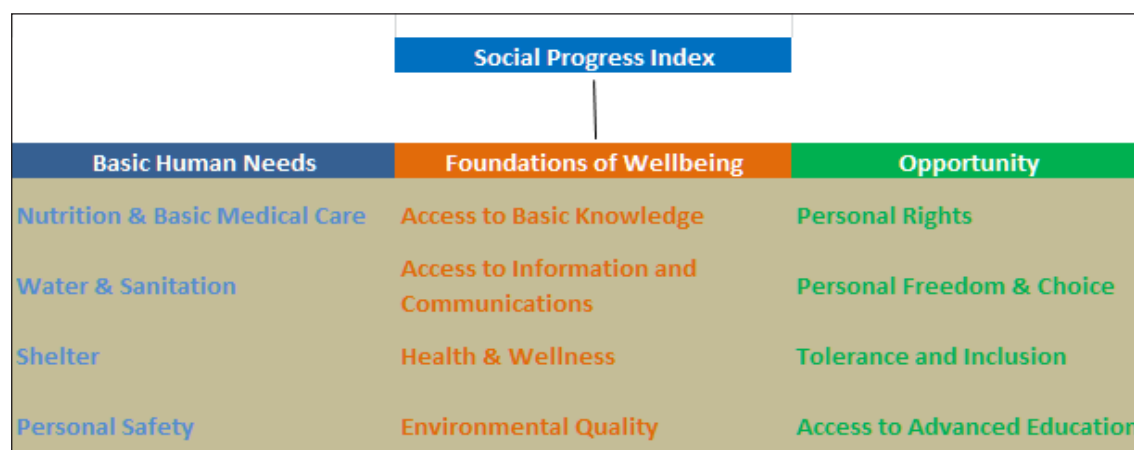 Social Progress Index
Basic Human Needs
Foundations of Wellbeing
Opportunity
Nutrition & Basic Medical Care
Access to Basic Knowledge
Personal Rights
Water & Sanitation
Access to Information and
Communications
Personal Freedom & Choice
Shelter
Health & Wellness
Tolerance and Inclusion
Personal Safety
Environmental Quality
Access to Advanced Education